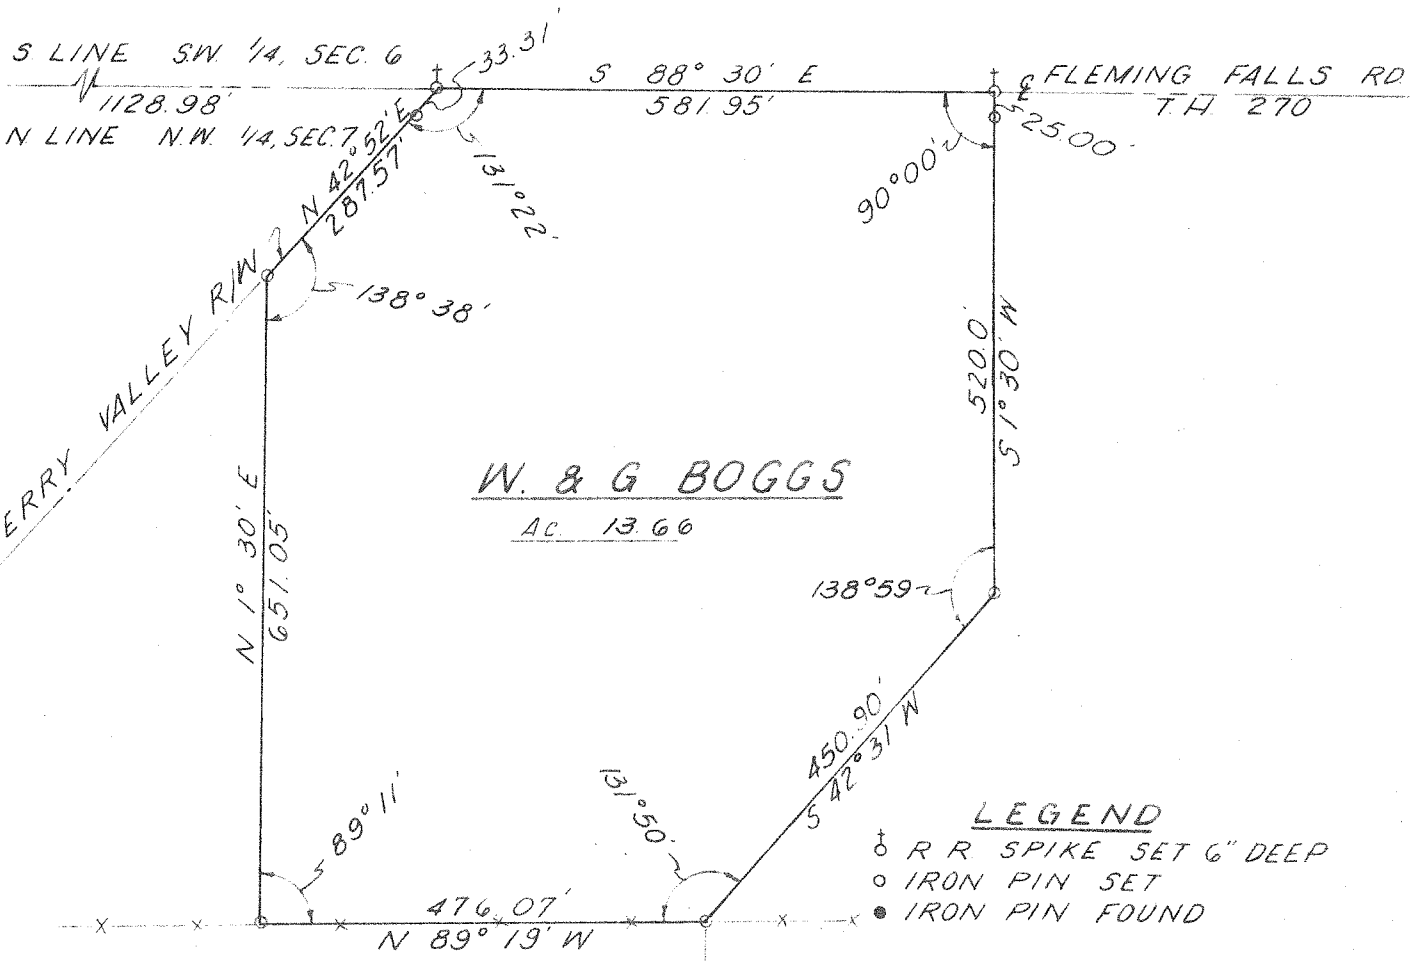 S. LINE S.W. 1/4, SEC. 6
33.31'
S 88° 30' E
FLEMING FALLS RD.
1128.98'
581.95'
T.H. 270
N LINE N.W. 1/4, SEC. 7
25.00
N 42° 52' E
287.57'
131° 22'
90° 00'
138° 38'
ERRY VALLEY R/W
520.0'
S 1° 30' W
W. & G BOGGS
Ac. 13.66
N 1° 30' E
651.05'
138° 59
450.90'
S 42° 31 W
89° 11'
131° 50'
476.07'
N 89° 19' W
LEGEND
R R. SPIKE SET 6" DEEP
IRON PIN SET
IRON PIN FOUND